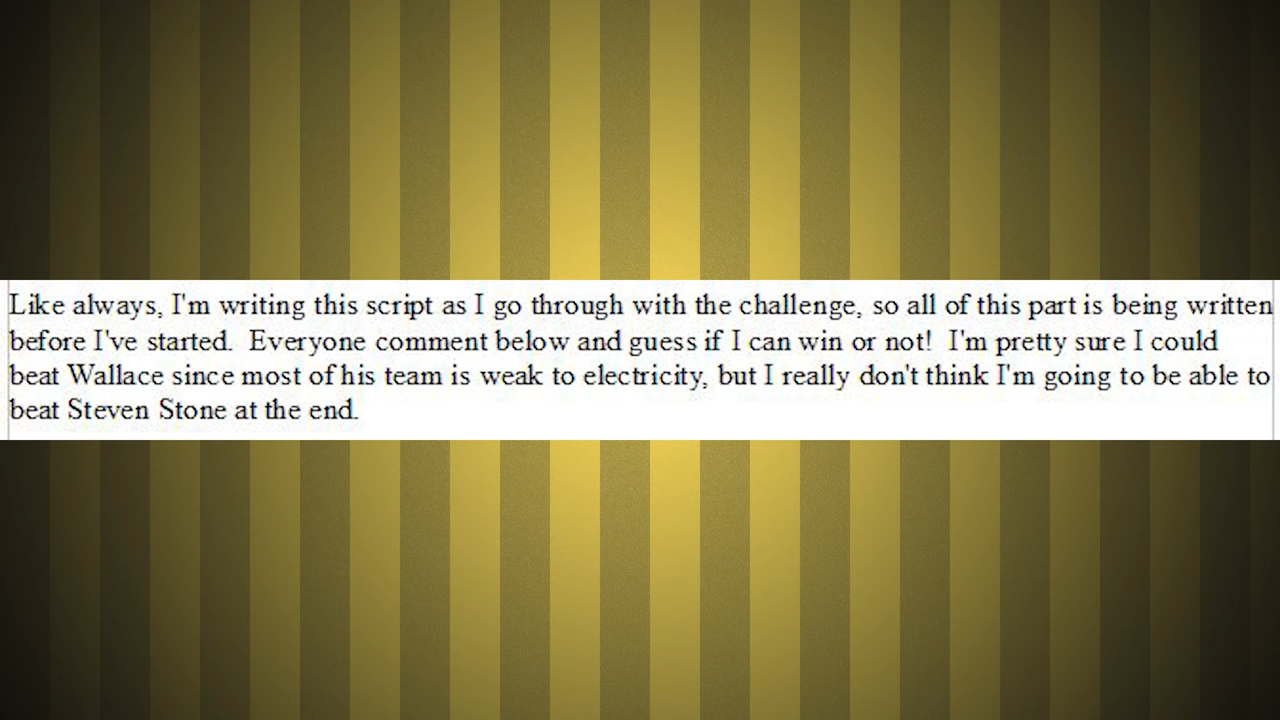 Like always, I'm writing this script as I go through with the challenge, so all of this part is being written
before I've started.  Everyone comment below and guess if I can win or not!  I'm pretty sure I could
beat Wallace since most of his team is weak to electricity, but I really don't think I'm going to be able to
beat Steven Stone at the end.